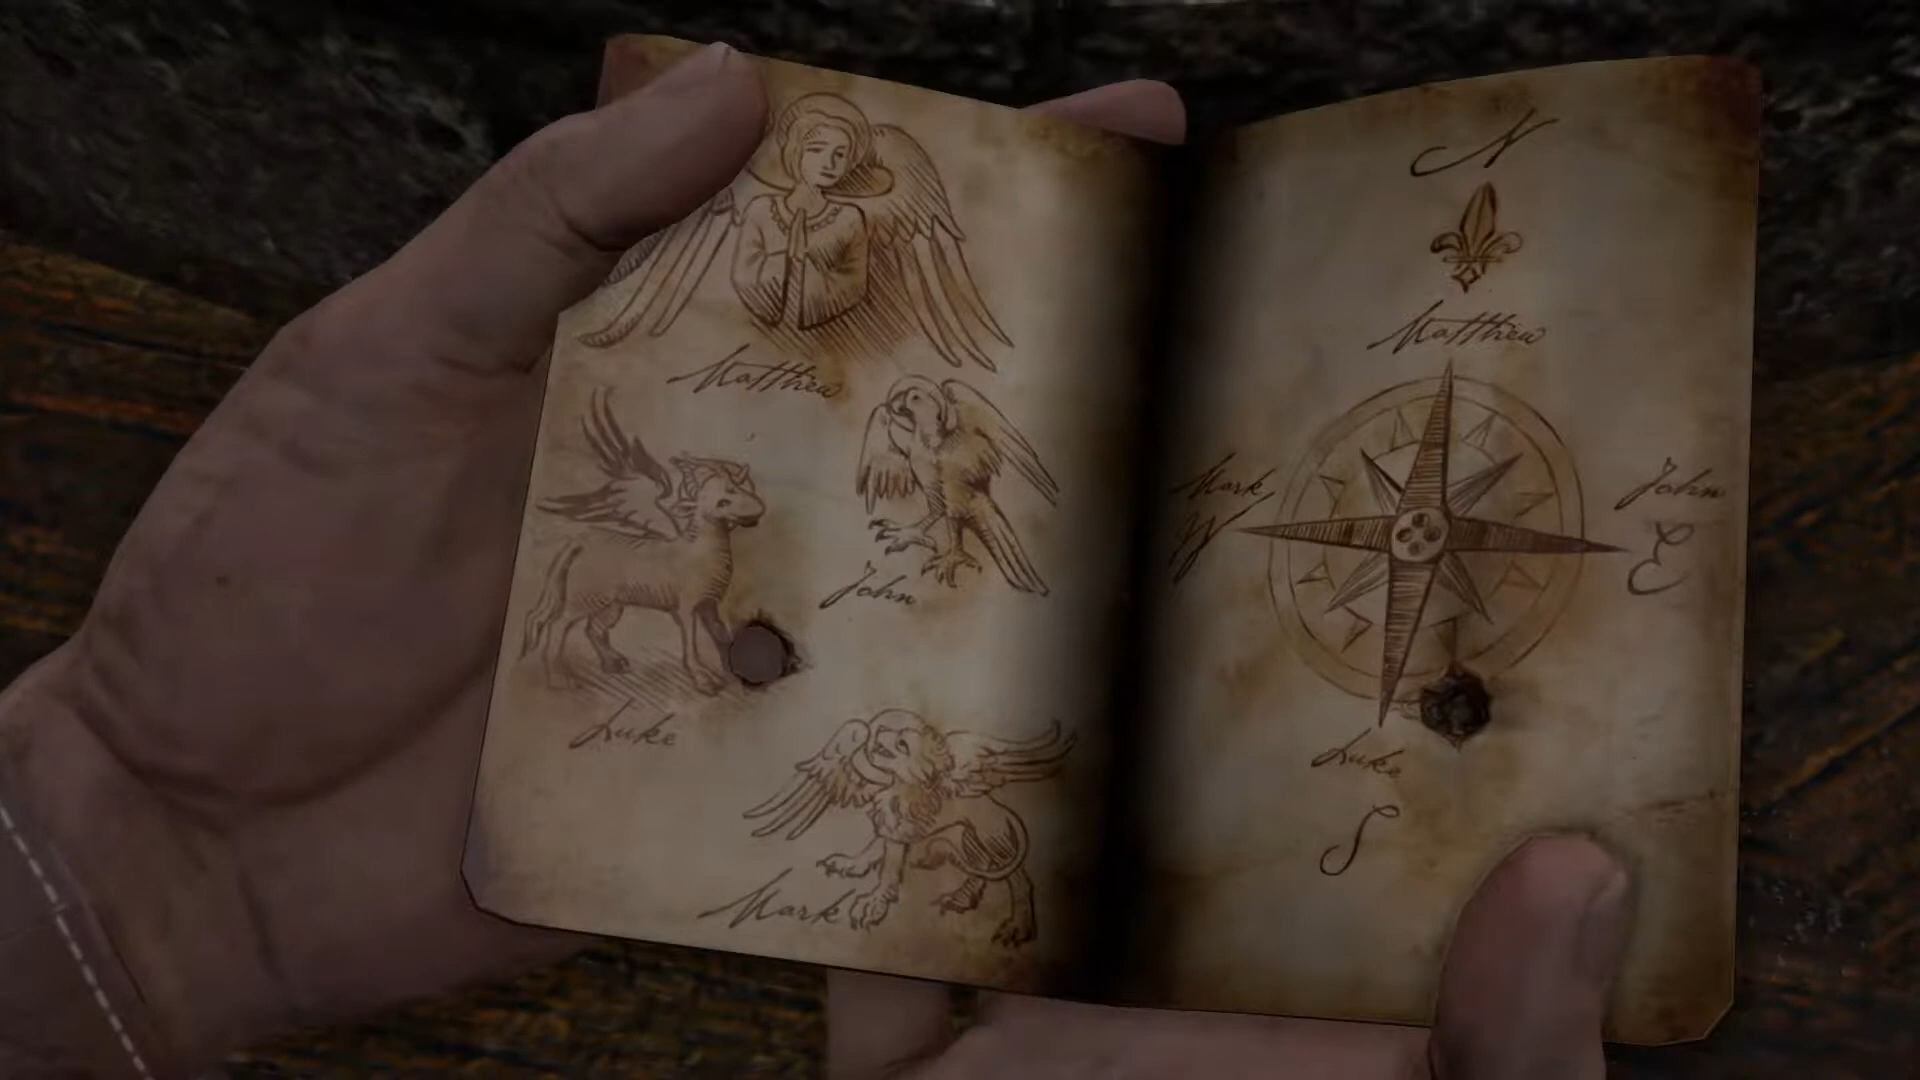 Matthew
John
Luke
Mark
N
Matthew
Mark
W
John
E
Luke
S